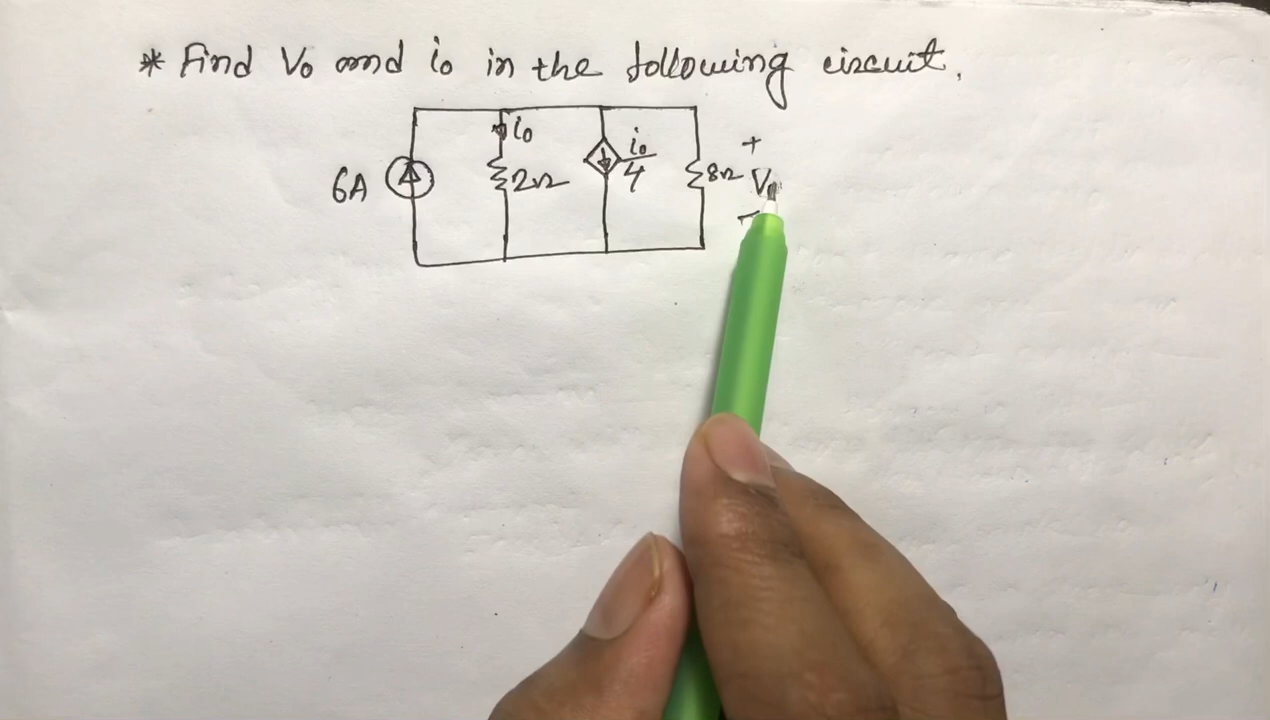 * Find V₀ and i₀ in the following circuit.
i₀
6A 2Ω i₀/4 8Ω + V₀ -